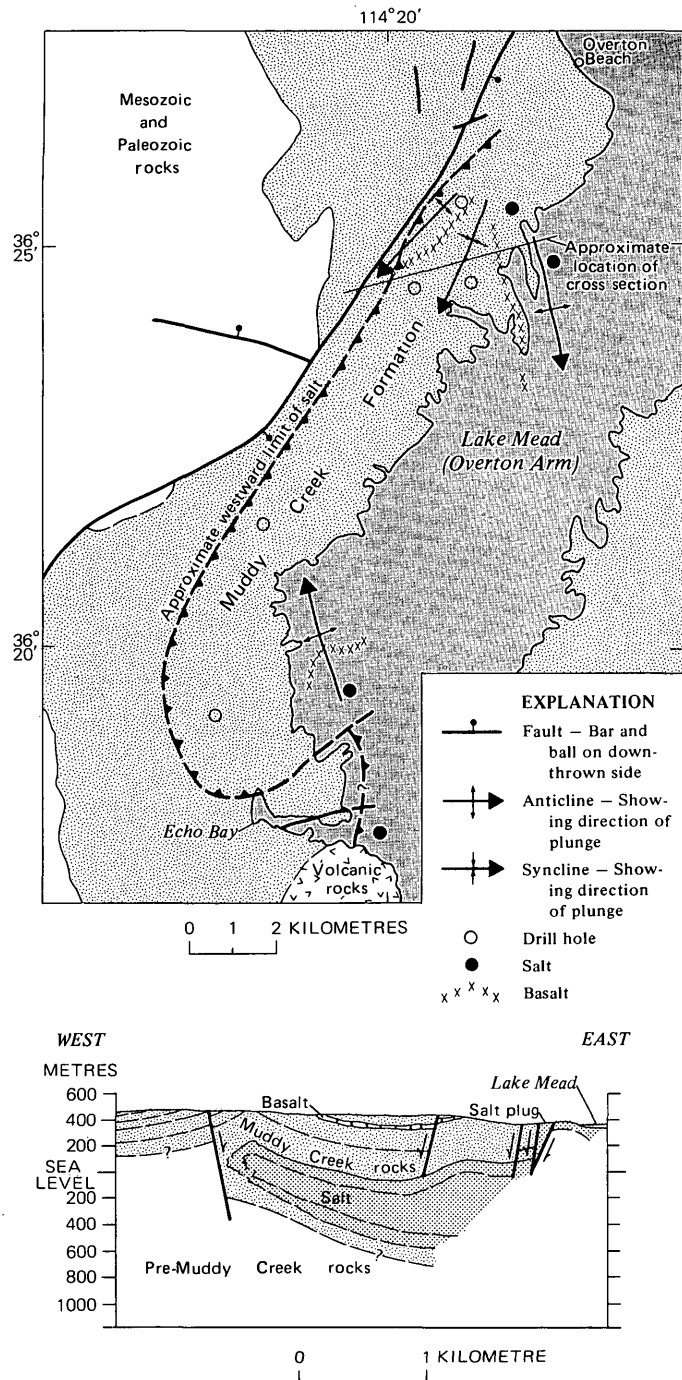 114°20′
Overton
Beach
Mesozoic
and
Paleozoic
rocks
36°
25′
Approximate
location of
cross section
Formation
Creek
Muddy
Approximate westward limit of salt
Lake Mead
(Overton Arm)
36°
20′
?
Echo Bay
Volcanic
rocks
0 1 2 KILOMETRES
EXPLANATION
Fault — Bar and
ball on down-
thrown side
Anticline — Show-
ing direction of
plunge
Syncline — Show-
ing direction
of plunge
Drill hole
Salt
Basalt
WEST
EAST
METRES
600
400
200
SEA
LEVEL
200
400
600
800
1000
Lake Mead
Basalt
Salt plug
Muddy Creek rocks
?
Salt
?
Pre-Muddy Creek rocks
0 1 KILOMETRE